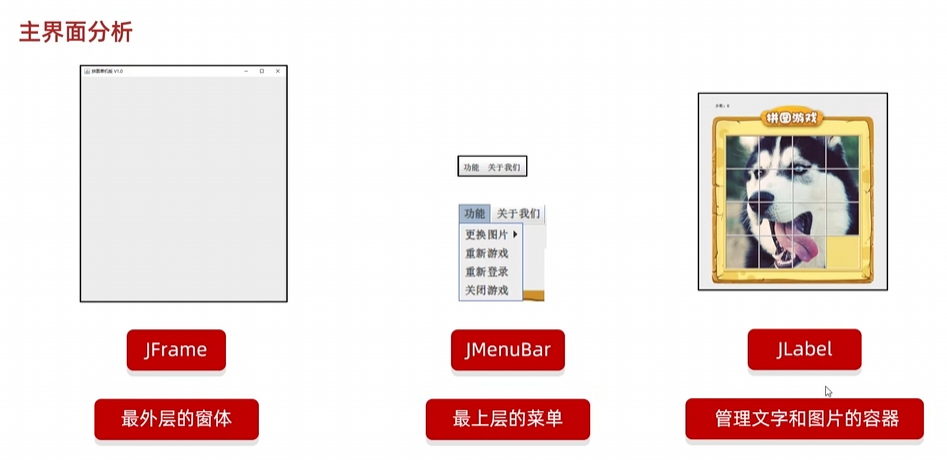 主界面分析
拼图单机版 V1.0
功能 关于我们
功能 关于我们
更换图片
重新游戏
重新登录
关闭游戏
步数：0
拼图游戏
JFrame
JMenuBar
JLabel
最外层的窗体
最上层的菜单
管理文字和图片的容器